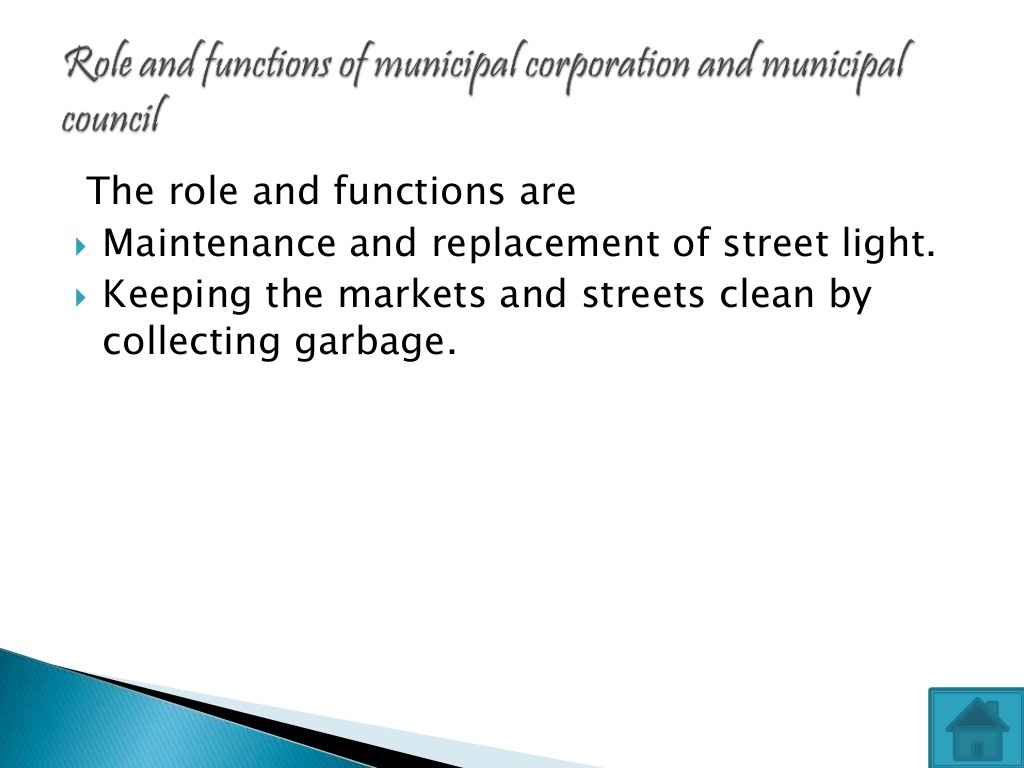 Role and functions of municipal corporation and municipal
council
The role and functions are
Maintenance and replacement of street light.
Keeping the markets and streets clean by
collecting garbage.